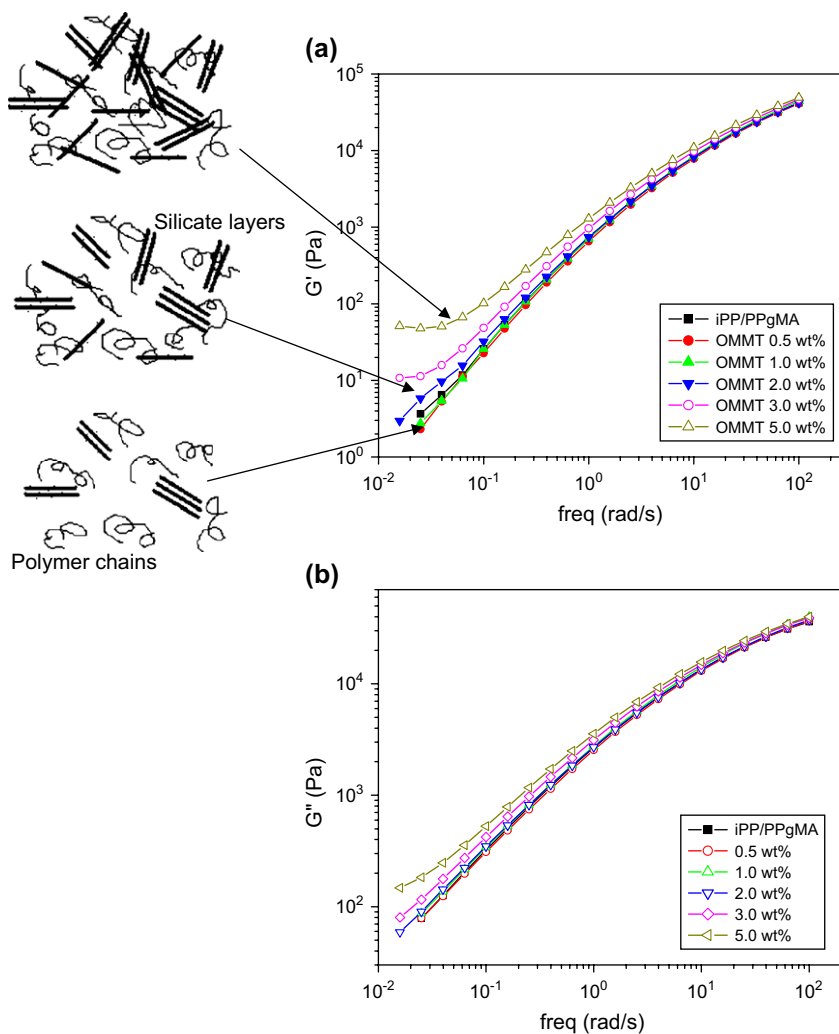 (a)
Silicate layers
Polymer chains
10^5
10^4
10^3
10^2
10^1
10^0
G' (Pa)
iPP/PPgMA
OMMT 0.5 wt%
OMMT 1.0 wt%
OMMT 2.0 wt%
OMMT 3.0 wt%
OMMT 5.0 wt%
10^-2 10^-1 10^0 10^1 10^2
freq (rad/s)
(b)
10^4
10^3
10^2
G" (Pa)
iPP/PPgMA
0.5 wt%
1.0 wt%
2.0 wt%
3.0 wt%
5.0 wt%
10^-2 10^-1 10^0 10^1 10^2
freq (rad/s)